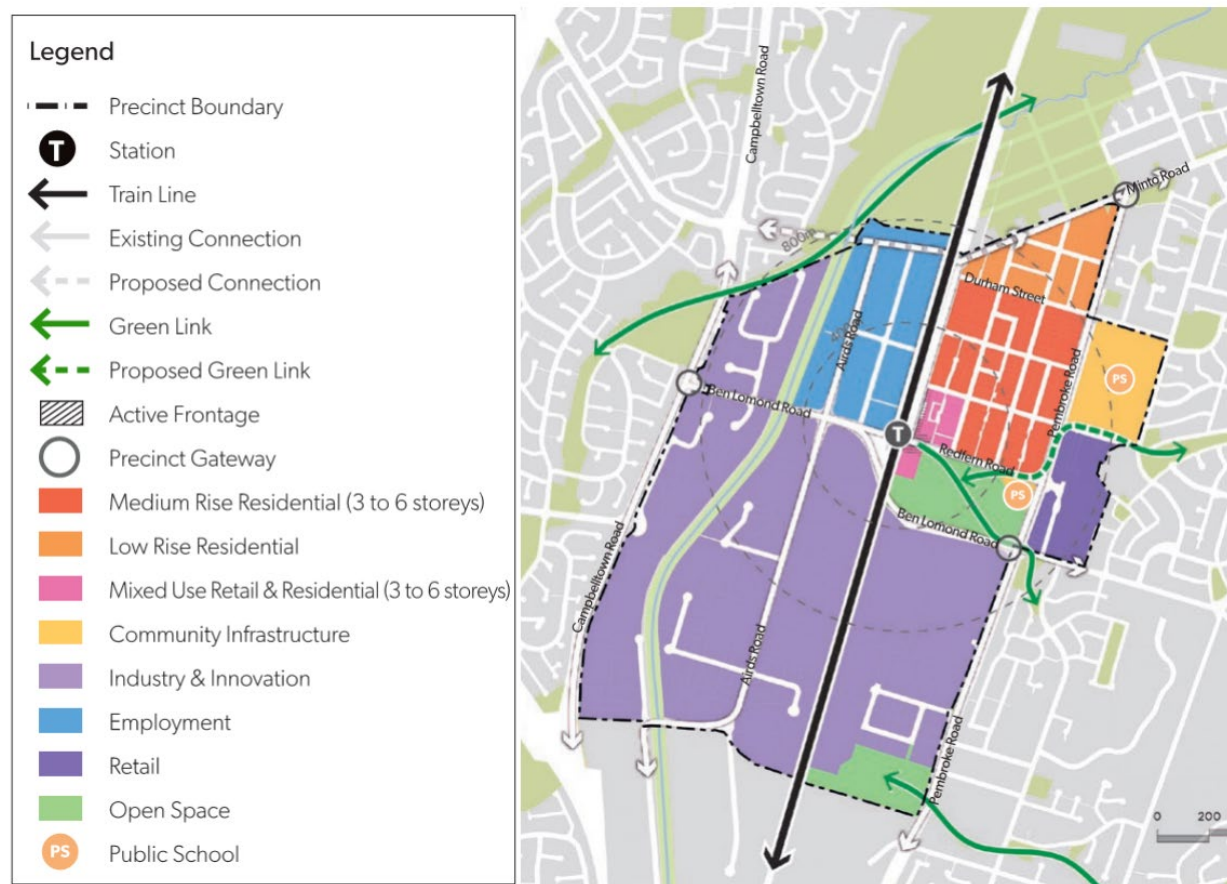 Legend
Precinct Boundary
T
Station
Train Line
Existing Connection
Proposed Connection
Green Link
Proposed Green Link
Active Frontage
Precinct Gateway
Medium Rise Residential (3 to 6 storeys)
Low Rise Residential
Mixed Use Retail & Residential (3 to 6 storeys)
Community Infrastructure
Industry & Innovation
Employment
Retail
Open Space
PS
Public School
Campbelltown Road
Minto Road
800m
Durham Street
Airds Road
Pembroke Road
PS
Ben Lomond Road
T
Redfern Road
PS
Ben Lomond Road
Campbelltown Road
Airds Road
Pembroke Road
0 200